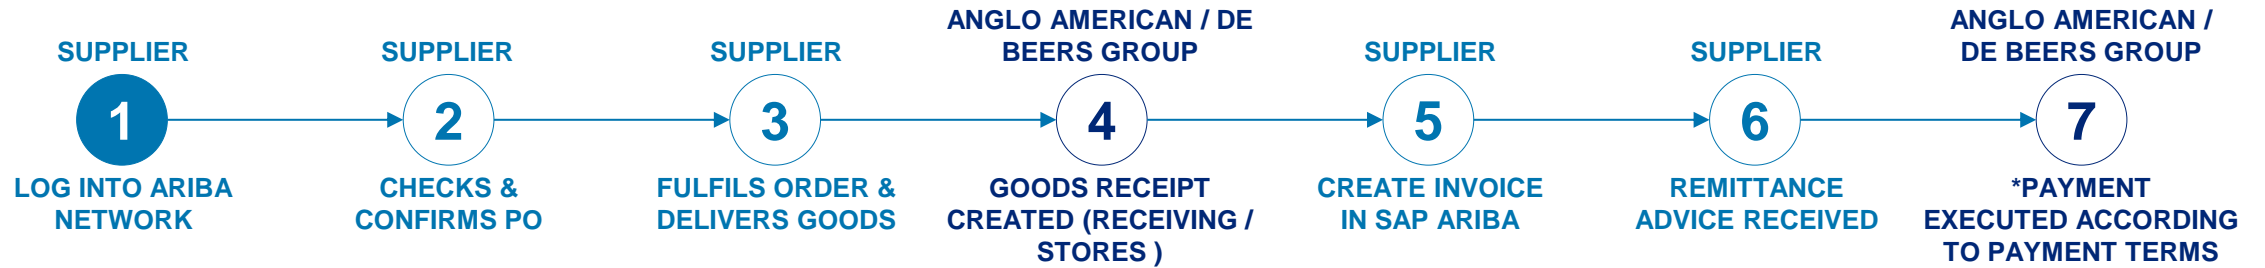 SUPPLIER
1
LOG INTO ARIBA
NETWORK
SUPPLIER
2
CHECKS &
CONFIRMS PO
SUPPLIER
3
FULFILS ORDER &
DELIVERS GOODS
ANGLO AMERICAN / DE
BEERS GROUP
4
GOODS RECEIPT
CREATED (RECEIVING /
STORES )
SUPPLIER
5
CREATE INVOICE
IN SAP ARIBA
SUPPLIER
6
REMITTANCE
ADVICE RECEIVED
ANGLO AMERICAN /
DE BEERS GROUP
7
*PAYMENT
EXECUTED ACCORDING
TO PAYMENT TERMS